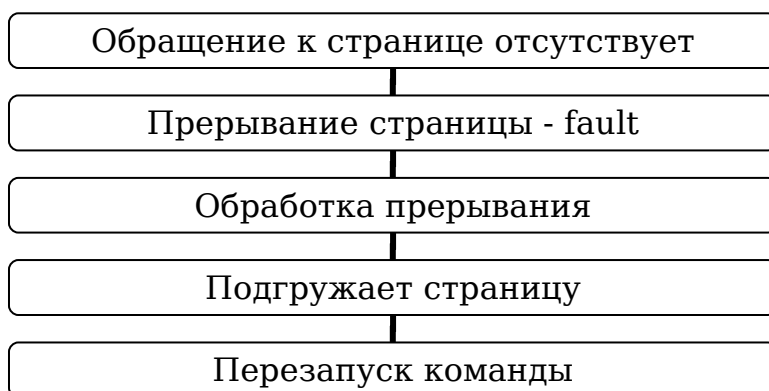 Обращение к странице отсутствует
Прерывание страницы - fault
Обработка прерывания
Подгружает страницу
Перезапуск команды